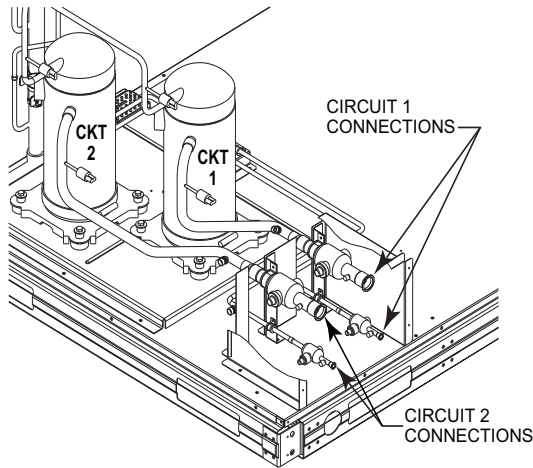 CIRCUIT 1
CONNECTIONS
CKT
2
CKT
1
CIRCUIT 2
CONNECTIONS